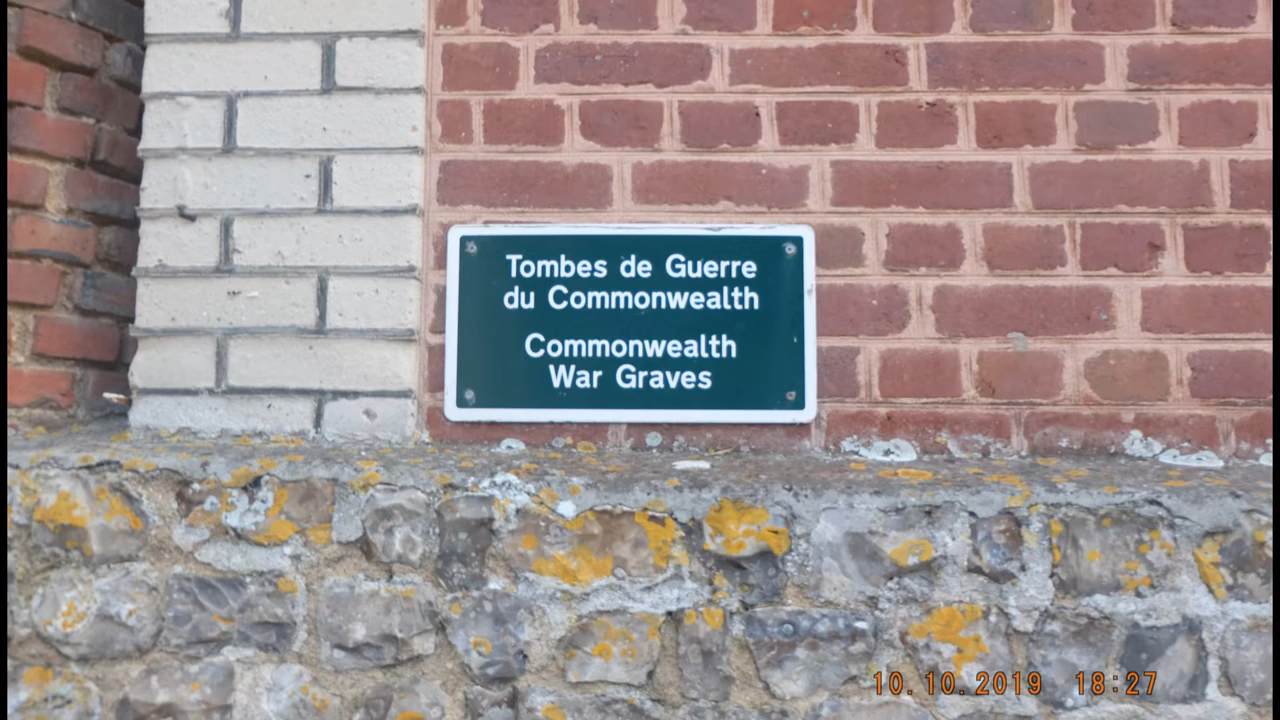 Tombes de Guerre
du Commonwealth
Commonwealth
War Graves
10.10.2019 18:27